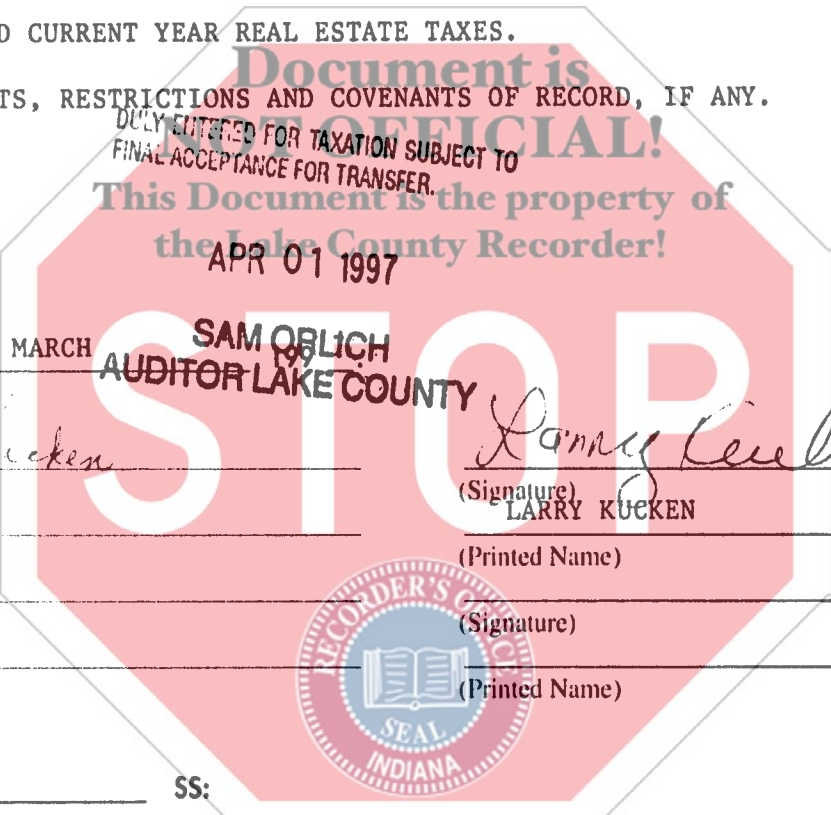 D CURRENT YEAR REAL ESTATE TAXES.
Document is
TS, RESTRICTIONS AND COVENANTS OF RECORD, IF ANY.
NOT OFFICIAL!
DULY ENTERED FOR TAXATION SUBJECT TO
FINAL ACCEPTANCE FOR TRANSFER.
This Document is the property of
the Lake County Recorder!
APR 01 1997
STOP
MARCH
SAM ORLICH
199
AUDITOR LAKE COUNTY
(Signature)
LARRY KUCKEN
(Printed Name)
(Signature)
(Printed Name)
RECORDER'S OFFICE
SEAL
INDIANA
SS: